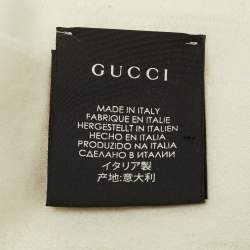 GUCCI
MADE IN ITALY
FABRIQUE EN ITALIE
HERGESTELLT IN ITALIEN
HECHO EN ITALIA
PRODUZIDO NA ITALIA
СДЕЛАНО В ИТАЛИИ
イタリア製
产地:意大利